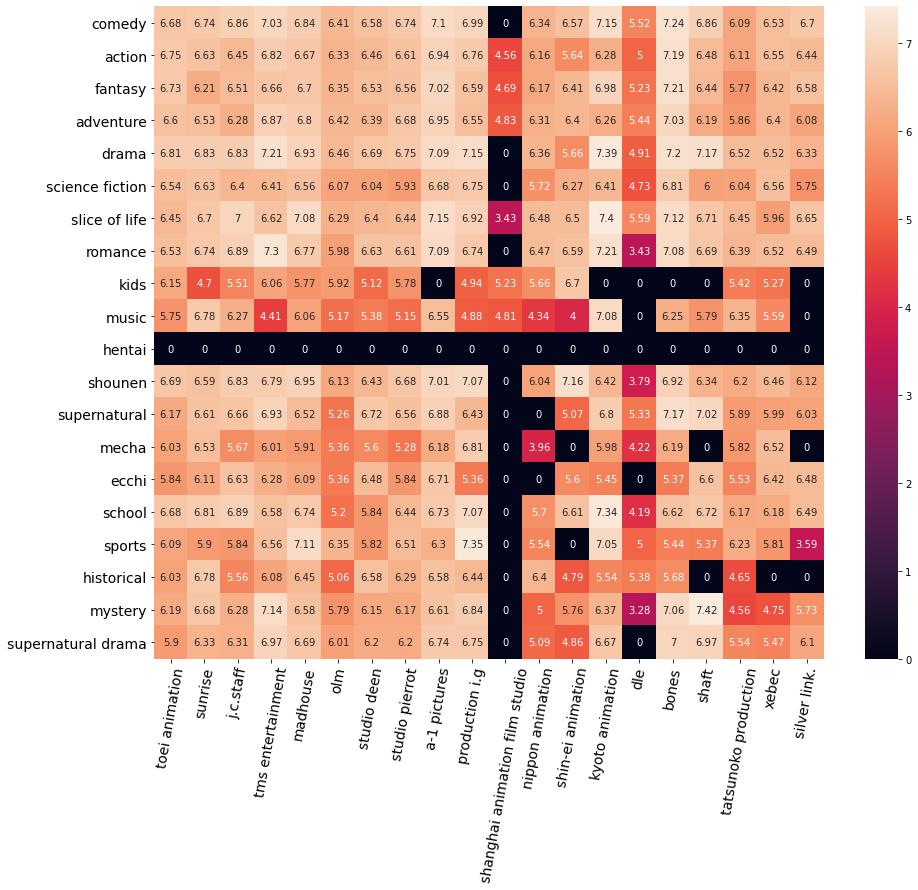 comedy 6.68 6.74 6.86 7.03 6.84 6.41 6.58 6.74 7.1 6.99 0 6.34 6.57 7.15 5.52 7.24 6.86 6.09 6.53 6.7
action 6.75 6.63 6.45 6.82 6.67 6.33 6.46 6.61 6.94 6.76 4.56 6.16 5.64 6.28 5 7.19 6.48 6.11 6.55 6.44
fantasy 6.73 6.21 6.51 6.66 6.7 6.35 6.53 6.56 7.02 6.59 4.69 6.17 6.41 6.98 5.23 7.21 6.44 5.77 6.42 6.58
adventure 6.6 6.53 6.28 6.87 6.8 6.42 6.39 6.68 6.95 6.55 4.83 6.31 6.4 6.26 5.44 7.03 6.19 5.86 6.4 6.08
drama 6.81 6.83 6.83 7.21 6.93 6.46 6.69 6.75 7.09 7.15 0 6.36 5.66 7.39 4.91 7.2 7.17 6.52 6.52 6.33
science fiction 6.54 6.63 6.4 6.41 6.56 6.07 6.04 5.93 6.68 6.75 0 5.72 6.27 6.41 4.73 6.81 6 6.04 6.56 5.75
slice of life 6.45 6.7 7 6.62 7.08 6.29 6.4 6.44 7.15 6.92 3.43 6.48 6.5 7.4 5.59 7.12 6.71 6.45 5.96 6.65
romance 6.53 6.74 6.89 7.3 6.77 5.98 6.63 6.61 7.09 6.74 0 6.47 6.59 7.21 3.43 7.08 6.69 6.39 6.52 6.49
kids 6.15 4.7 5.51 6.06 5.77 5.92 5.12 5.78 0 4.94 5.23 5.66 6.7 0 0 0 0 5.42 5.27 0
music 5.75 6.78 6.27 4.41 6.06 5.17 5.38 5.15 6.55 4.88 4.81 4.34 4 7.08 0 6.25 5.79 6.35 5.59 0
hentai 0 0 0 0 0 0 0 0 0 0 0 0 0 0 0 0 0 0 0 0
shounen 6.69 6.59 6.83 6.79 6.95 6.13 6.43 6.68 7.01 7.07 0 6.04 7.16 6.42 3.79 6.92 6.34 6.2 6.46 6.12
supernatural 6.17 6.61 6.66 6.93 6.52 5.26 6.72 6.56 6.88 6.43 0 0 5.07 6.8 5.33 7.17 7.02 5.89 5.99 6.03
mecha 6.03 6.53 5.67 6.01 5.91 5.36 5.6 5.28 6.18 6.81 0 3.96 0 5.98 4.22 6.19 0 5.82 6.52 0
ecchi 5.84 6.11 6.63 6.28 6.09 5.36 6.48 5.84 6.71 5.36 0 0 5.6 5.45 0 5.37 6.6 5.53 6.42 6.48
school 6.68 6.81 6.89 6.58 6.74 5.2 5.84 6.44 6.73 7.07 0 5.7 6.61 7.34 4.19 6.62 6.72 6.17 6.18 6.49
sports 6.09 5.9 5.84 6.56 7.11 6.35 5.82 6.51 6.3 7.35 0 5.54 0 7.05 5 5.44 5.37 6.23 5.81 3.59
historical 6.03 6.78 5.56 6.08 6.45 5.06 6.58 6.29 6.58 6.44 0 6.4 4.79 5.54 5.38 5.68 0 4.65 0 0
mystery 6.19 6.68 6.28 7.14 6.58 5.79 6.15 6.17 6.61 6.84 0 5 5.76 6.37 3.28 7.06 7.42 4.56 4.75 5.73
supernatural drama 5.9 6.33 6.31 6.97 6.69 6.01 6.2 6.2 6.74 6.75 0 5.09 4.86 6.67 0 7 6.97 5.54 5.47 6.1
toei animation
sunrise
j.c.staff
tms entertainment
madhouse
olm
studio deen
studio pierrot
a-1 pictures
production i.g
shanghai animation film studio
nippon animation
shin-ei animation
kyoto animation
dle
bones
shaft
tatsunoko production
xebec
silver link.
7
6
5
4
3
2
1
0